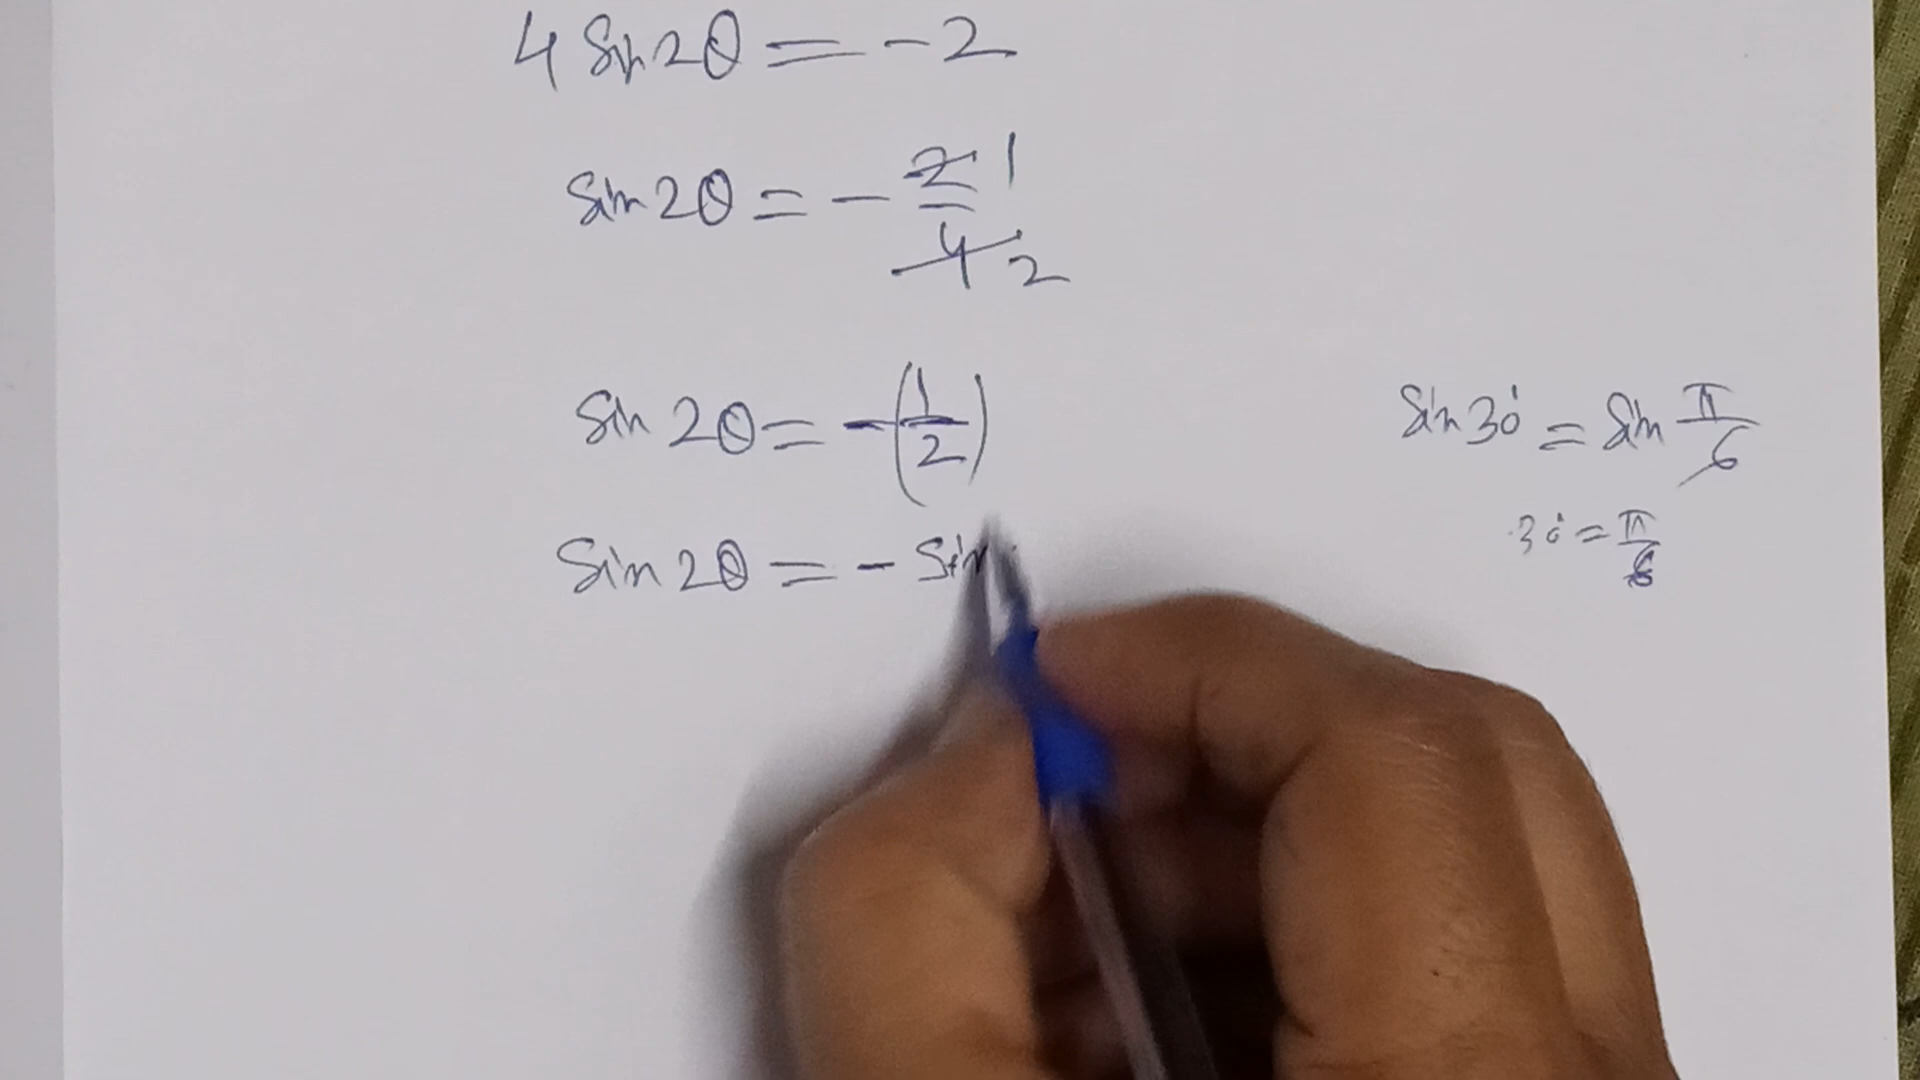 4 Sin 2θ = -2
Sin 2θ = - 2/4 1 2
Sin 2θ = -(1/2)
Sin 2θ = - Sin
Sin 30° = Sin π/6
30° = π/6